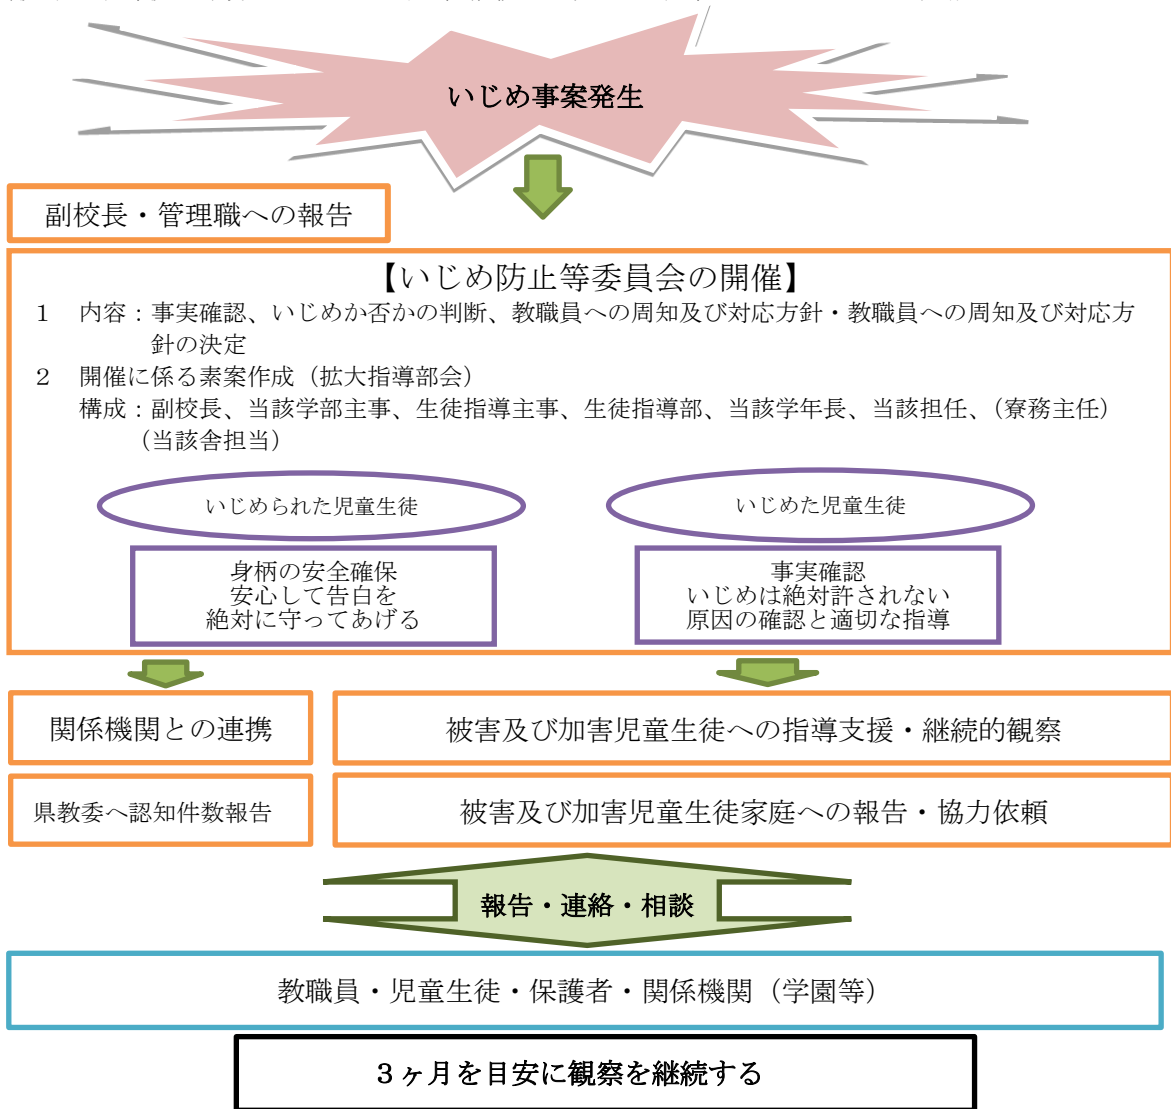 いじめ事案発生
副校長・管理職への報告
【いじめ防止等委員会の開催】
１　内容：事実確認、いじめか否かの判断、教職員への周知及び対応方針・教職員への周知及び対応方
針の決定
２　開催に係る素案作成（拡大指導部会）
構成：副校長、当該学部主事、生徒指導主事、生徒指導部、当該学年長、当該担任、（寮務主任）
（当該舎担当）
いじめられた児童生徒
身柄の安全確保
安心して告白を
絶対に守ってあげる
いじめた児童生徒
事実確認
いじめは絶対許されない
原因の確認と適切な指導
関係機関との連携
被害及び加害児童生徒への指導支援・継続的観察
県教委へ認知件数報告
被害及び加害児童生徒家庭への報告・協力依頼
報告・連絡・相談
教職員・児童生徒・保護者・関係機関（学園等）
３ヶ月を目安に観察を継続する